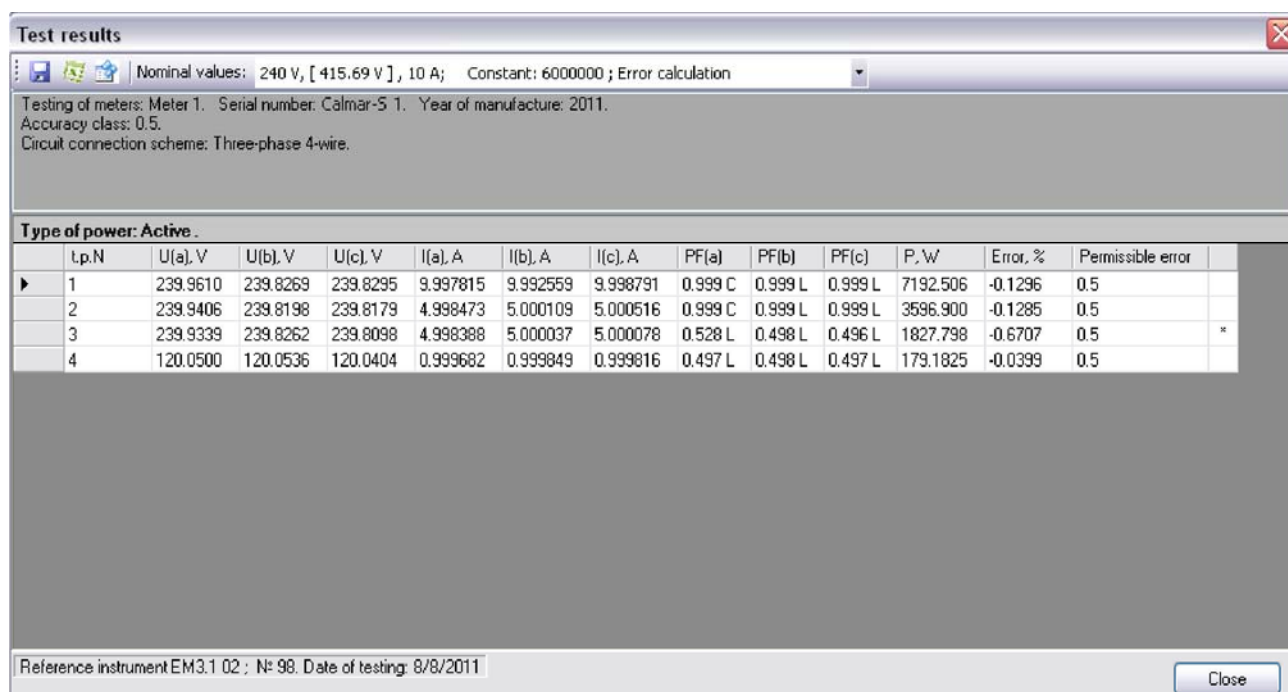 Test results
Nominal values: 240 V, [ 415.69 V ] , 10 A; Constant: 6000000 ; Error calculation
Testing of meters: Meter 1. Serial number: Calmar-S 1. Year of manufacture: 2011.
Accuracy class: 0.5.
Circuit connection scheme: Three-phase 4-wire.
Type of power: Active .
t.p.N U(a), V U(b), V U(c), V I(a), A I(b), A I(c), A PF(a) PF(b) PF(c) P, W Error, % Permissible error
1 239.9610 239.8269 239.8295 9.997815 9.992559 9.998791 0.999 C 0.999 L 0.999 L 7192.506 -0.1296 0.5
2 239.9406 239.8198 239.8179 4.998473 5.000109 5.000516 0.999 C 0.999 L 0.999 L 3596.900 -0.1285 0.5
3 239.9339 239.8262 239.8098 4.998388 5.000037 5.000078 0.528 L 0.498 L 0.496 L 1827.798 -0.6707 0.5 *
4 120.0500 120.0536 120.0404 0.999682 0.999849 0.999816 0.497 L 0.498 L 0.497 L 179.1825 -0.0399 0.5
Reference instrument EM3.1 02 ; № 98. Date of testing: 8/8/2011
Close